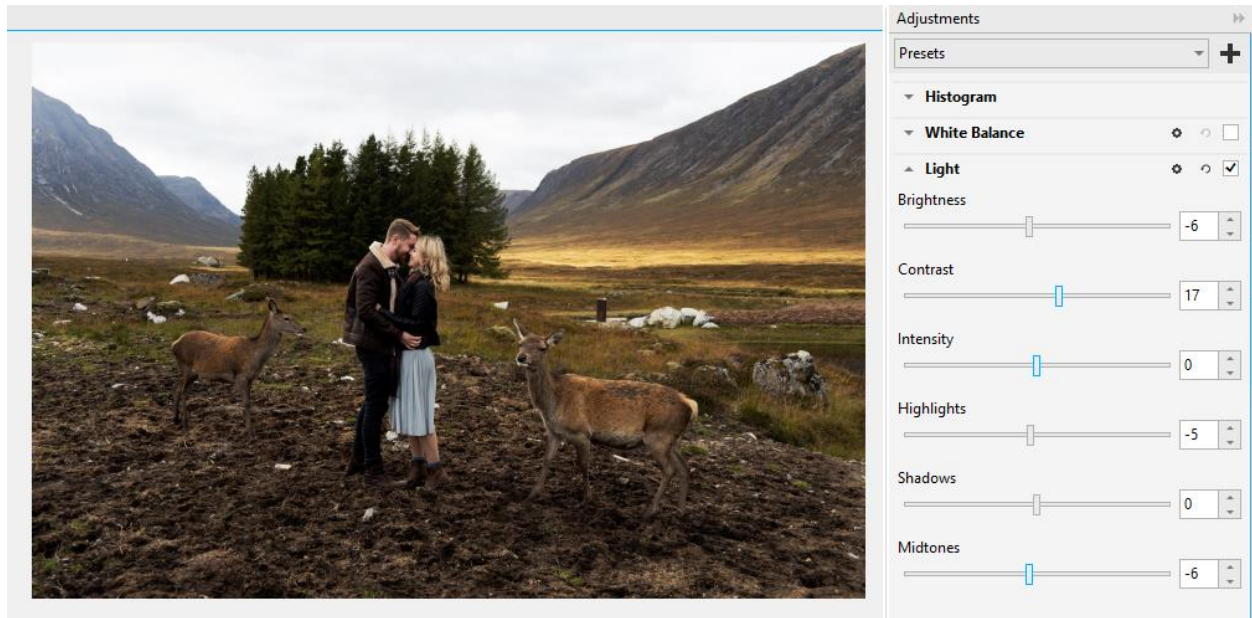 Adjustments
Presets
Histogram
White Balance
Light
Brightness
-6
Contrast
17
Intensity
0
Highlights
-5
Shadows
0
Midtones
-6